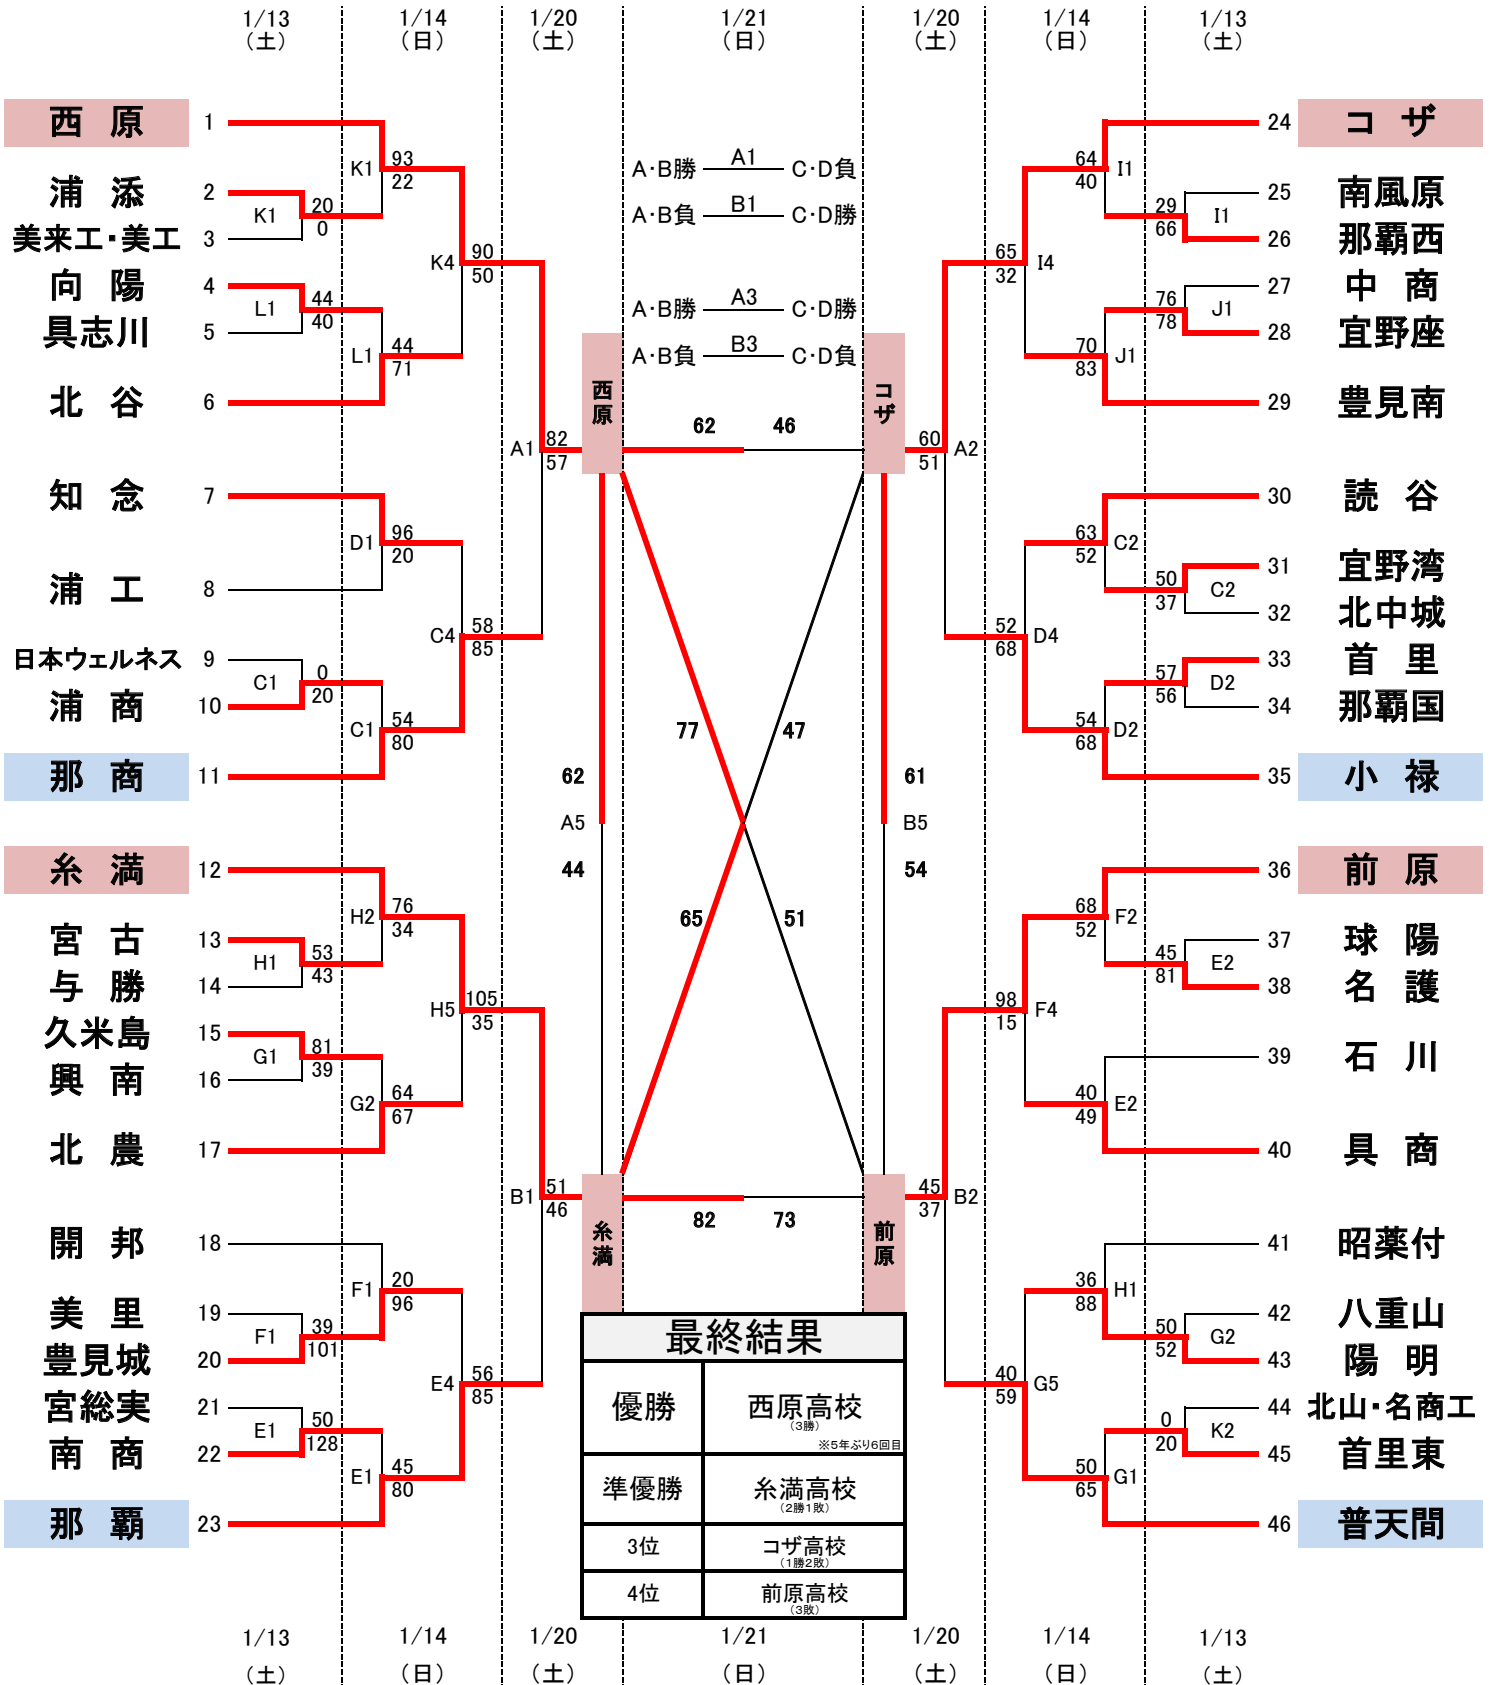 1/13 1/14 1/20 1/21 1/20 1/14 1/13
(土) (日) (土) (日) (土) (日) (土)
西 原 1
浦 添 2
美来工・美工 3
向 陽 4
具志川 5
北 谷 6
知 念 7
浦 工 8
日本ウェルネス 9
浦 商 10
那 商 11
糸 満 12
宮 古 13
与 勝 14
久米島 15
興 南 16
北 農 17
開 邦 18
美 里 19
豊見城 20
宮総実 21
南 商 22
那 覇 23
K1 20 0
L1 44 40
C1 0 20
H1 53 43
G1 81 39
F1 39 101
E1 50 128
K1 93 22
L1 44 71
D1 96 20
C1 54 80
H2 76 34
G2 64 67
F1 20 96
E1 45 80
K4 90 50
C4 58 85
H5 105 35
E4 56 85
A1 82 57
B1 51 46
A・B勝 A1 C・D負
A・B負 B1 C・D勝
A・B勝 A3 C・D勝
A・B負 B3 C・D負
西原
コザ
62 46
77 47
62 61
A5 B5
44 54
65 51
82 73
糸満
前原
A2 60 51
B2 45 37
I4 65 32
D4 52 68
F4 98 15
G5 40 59
I1 64 40
J1 70 83
C2 63 52
D2 54 68
F2 68 52
E2 40 49
H1 36 88
G1 50 65
I1 29 66
J1 76 78
C2 50 37
D2 57 56
E2 45 81
G2 50 52
K2 0 20
24 コ ザ
25 南風原
26 那覇西
27 中 商
28 宜野座
29 豊見南
30 読 谷
31 宜野湾
32 北中城
33 首 里
34 那覇国
35 小 禄
36 前 原
37 球 陽
38 名 護
39 石 川
40 具 商
41 昭薬付
42 八重山
43 陽 明
44 北山・名商工
45 首里東
46 普天間
最終結果
優勝 西原高校
(3勝)
※5年ぶり6回目
準優勝 糸満高校
(2勝1敗)
3位 コザ高校
(1勝2敗)
4位 前原高校
(3敗)
1/13 1/14 1/20 1/21 1/20 1/14 1/13
(土) (日) (土) (日) (土) (日) (土)